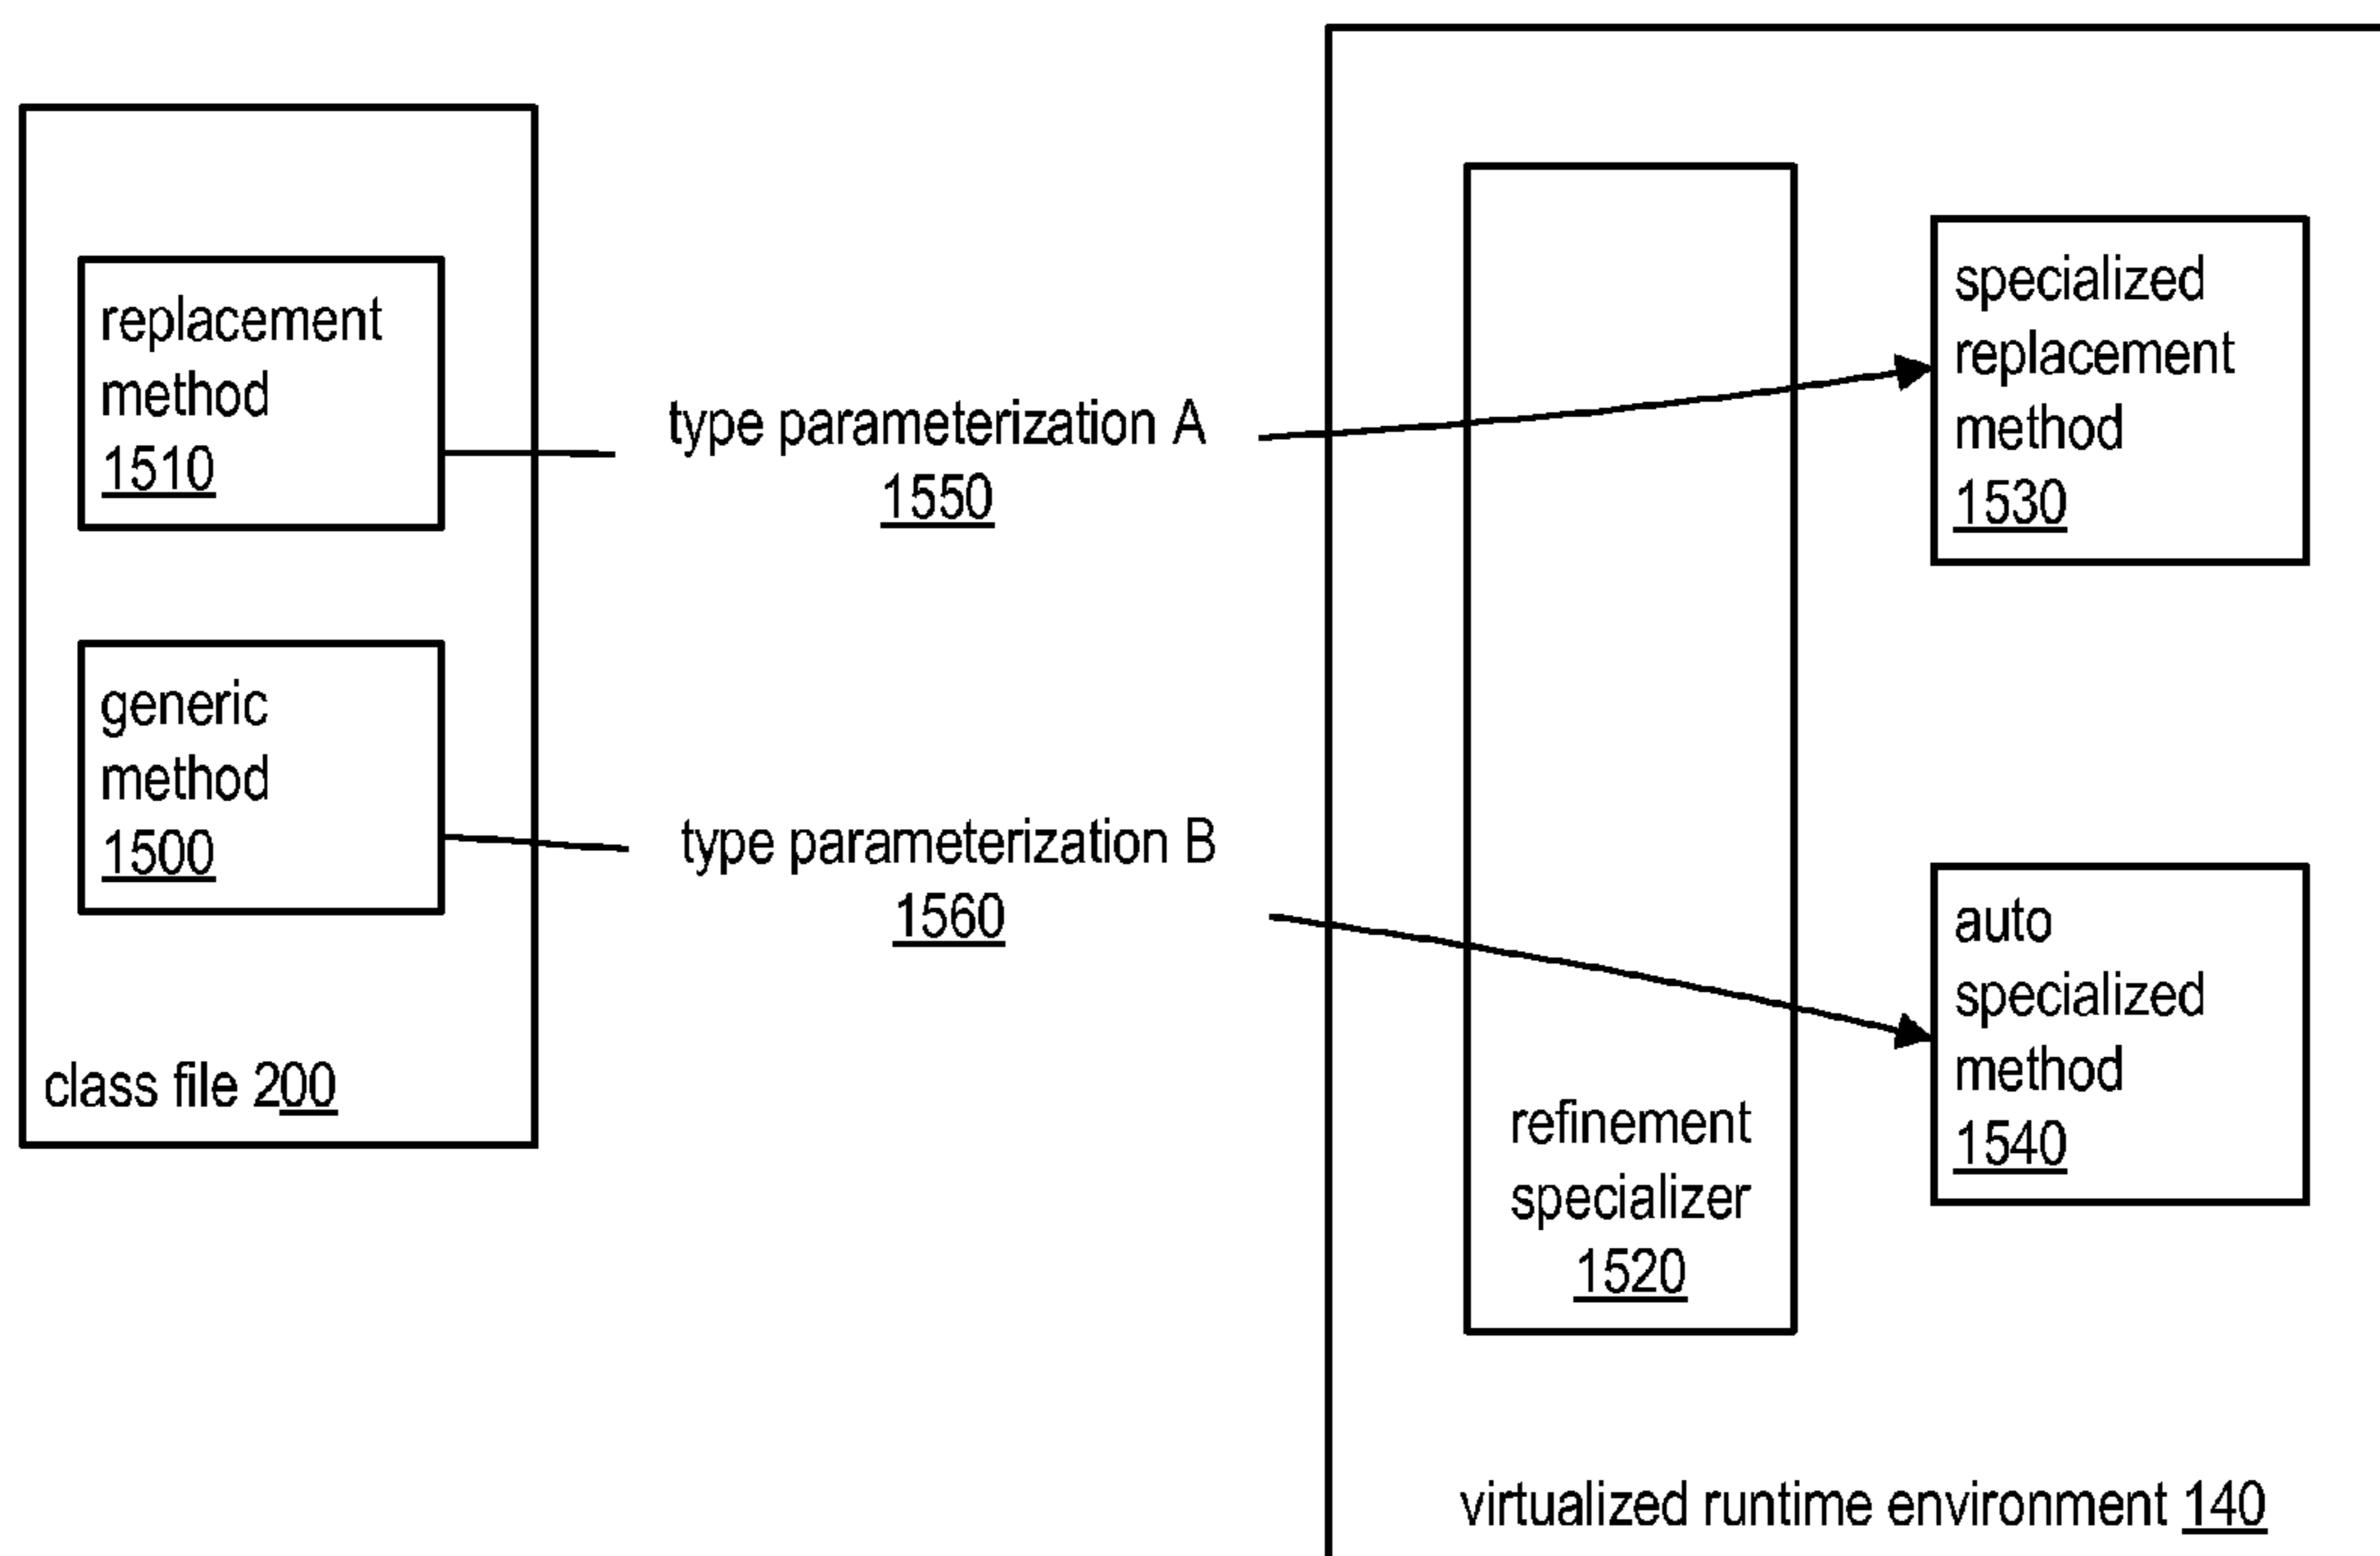 replacement
method
1510
generic
method
1500
class file 200
type parameterization A
1550
type parameterization B
1560
refinement
specializer
1520
specialized
replacement
method
1530
auto
specialized
method
1540
virtualized runtime environment 140